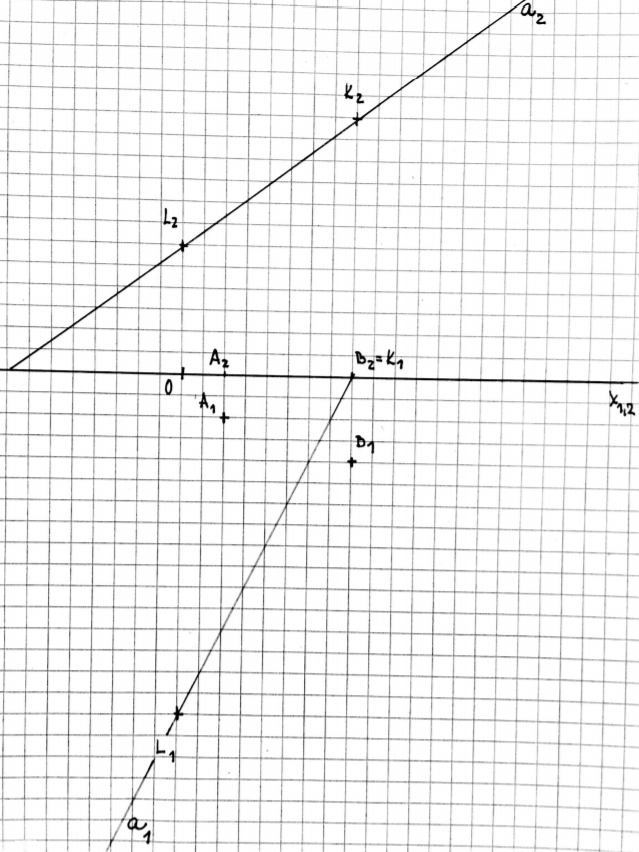 a₂
K₂
L₂
A₂
B₂=K₁
0
A₁
X₁,₂
B₁
L₁
a₁